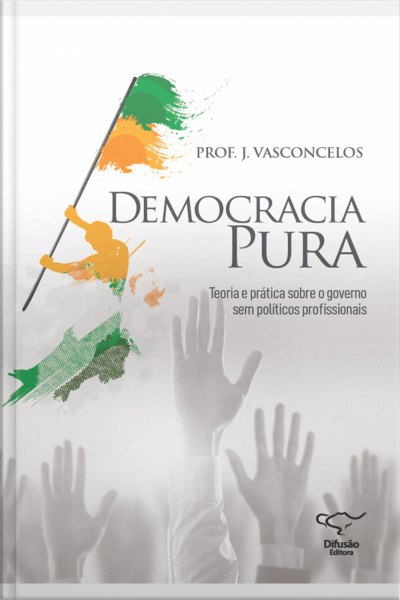 PROF. J. VASCONCELOS
DEMOCRACIA
PURA
Teoria e prática sobre o governo
sem políticos profissionais
Difusão
Editora